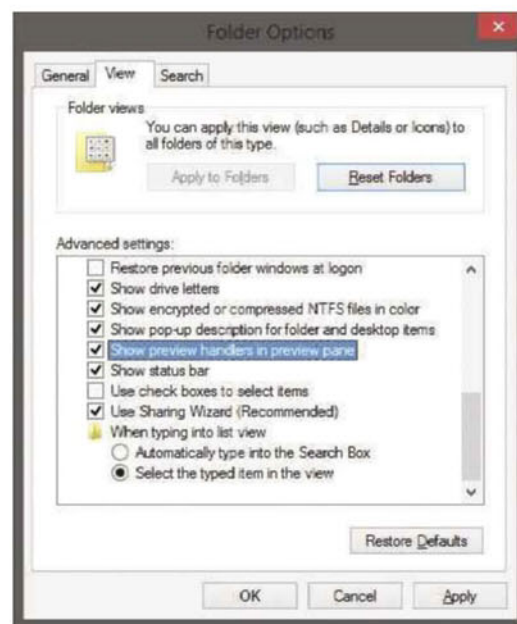 Folder Options
General View Search
Folder views
You can apply this view (such as Details or Icons) to
all folders of this type.
Apply to Folders Reset Folders
Advanced settings:
Restore previous folder windows at logon
Show drive letters
Show encrypted or compressed NTFS files in color
Show pop-up description for folder and desktop items
Show preview handlers in preview pane
Show status bar
Use check boxes to select items
Use Sharing Wizard (Recommended)
When typing into list view
Automatically type into the Search Box
Select the typed item in the view
Restore Defaults
OK Cancel Apply